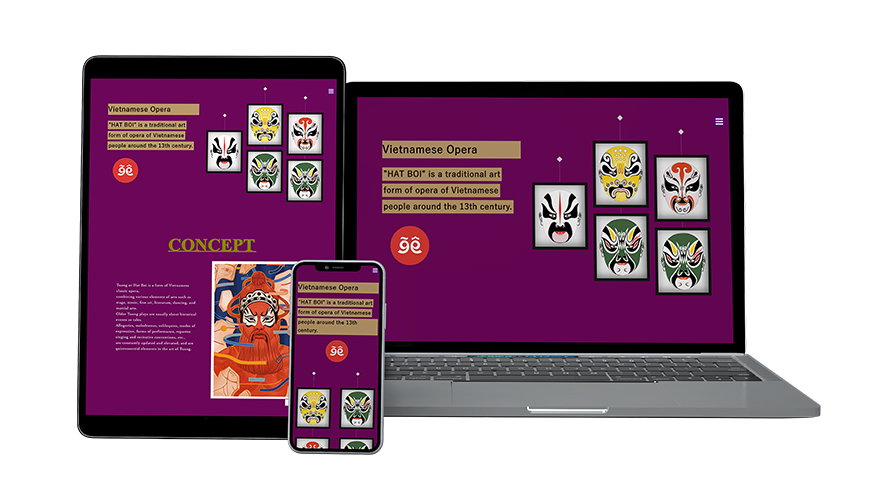 Vietnamese Opera
"HAT BOI" is a traditional art
form of opera of Vietnamese
people around the 13th century.
CONCEPT
Tuong or Hat Boi is a form of Vietnamese
classic opera,
combining various elements of art such as
stage, music, fine art, literature, dancing, and
martial arts.
Older Tuong plays are usually about historical
events or tales.
Allegories, melodramas, colloquies, modes of
expression, forms of performance, repartee
singing and recitative conventions, etc.,
are constantly updated and elevated, and are
quintessential elements in the art of Tuong.
Vietnamese Opera
"HAT BOI" is a traditional art
form of opera of Vietnamese
people around the 13th
century.
Vietnamese Opera
"HAT BOI" is a traditional art
form of opera of Vietnamese
people around the 13th century.